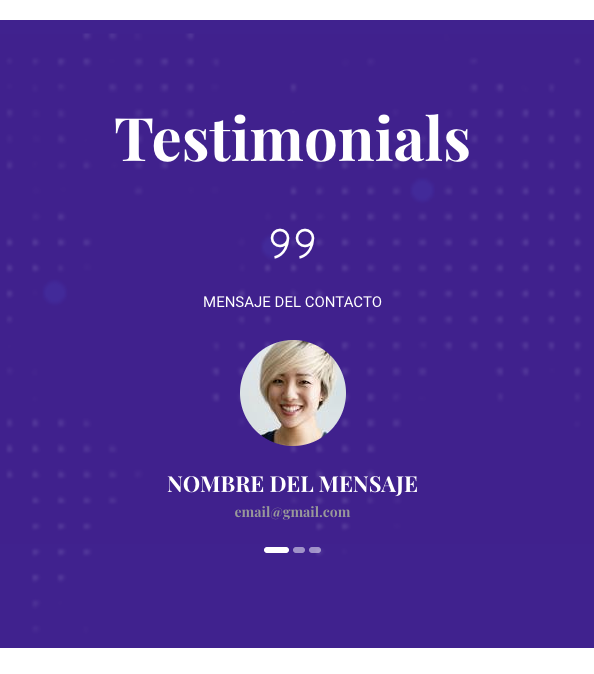 Testimonials
99
MENSAJE DEL CONTACTO
NOMBRE DEL MENSAJE
email@gmail.com